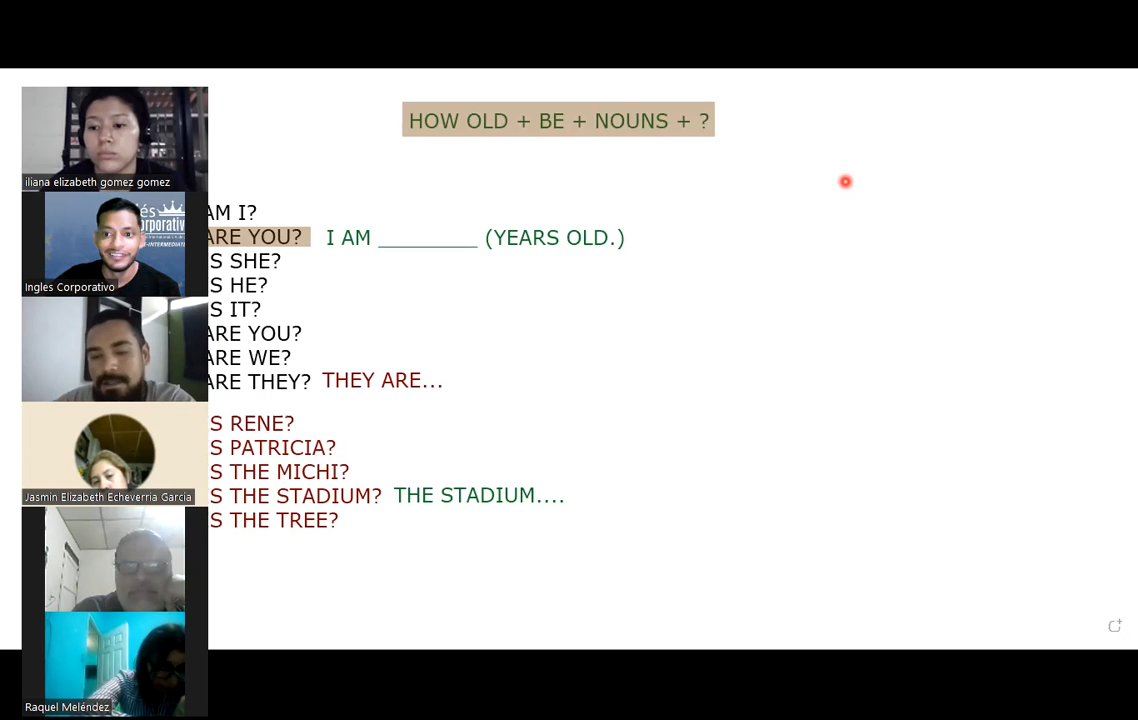 HOW OLD + BE + NOUNS + ?
iliana elizabeth gomez gomez
AM I?
ARE YOU? I AM ________ (YEARS OLD.)
S SHE?
Ingles Corporativo
S HE?
S IT?
ARE YOU?
ARE WE?
ARE THEY? THEY ARE...
S RENE?
S PATRICIA?
S THE MICHI?
Jasmin Elizabeth Echeverria Garcia
S THE STADIUM? THE STADIUM....
S THE TREE?
Raquel Meléndez